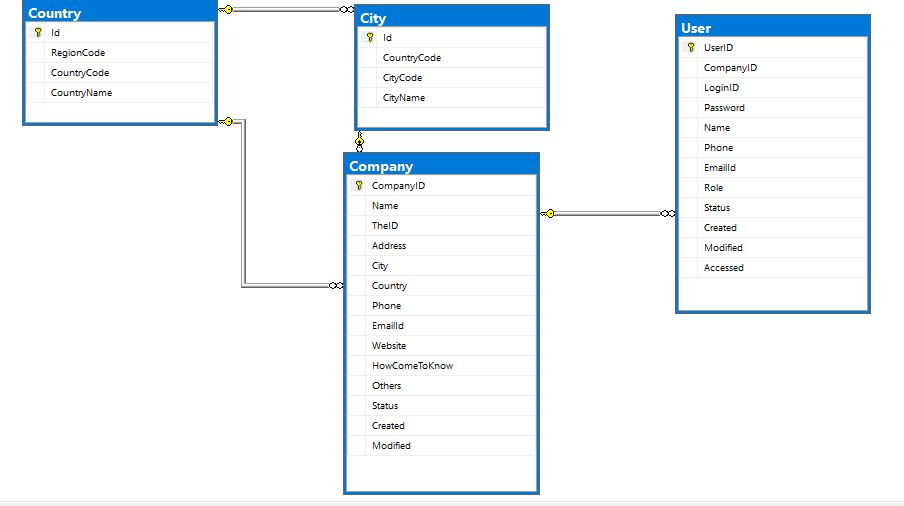 Country
Id
RegionCode
CountryCode
CountryName
City
Id
CountryCode
CityCode
CityName
User
UserID
CompanyID
LoginID
Password
Name
Phone
EmailId
Role
Status
Created
Modified
Accessed
Company
CompanyID
Name
TheID
Address
City
Country
Phone
EmailId
Website
HowComeToKnow
Others
Status
Created
Modified